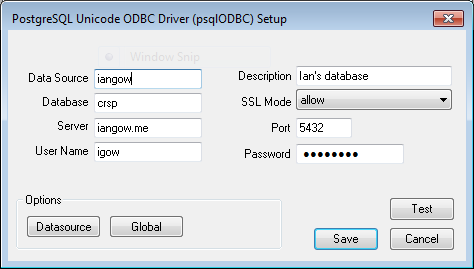 PostgreSQL Unicode ODBC Driver (psqlODBC) Setup
Window Snip
Data Source iangow
Description Ian's database
Database crsp
SSL Mode allow
Server iangow.me
Port 5432
User Name igow
Password ●●●●●●●●
Options
Datasource Global
Test
Save Cancel